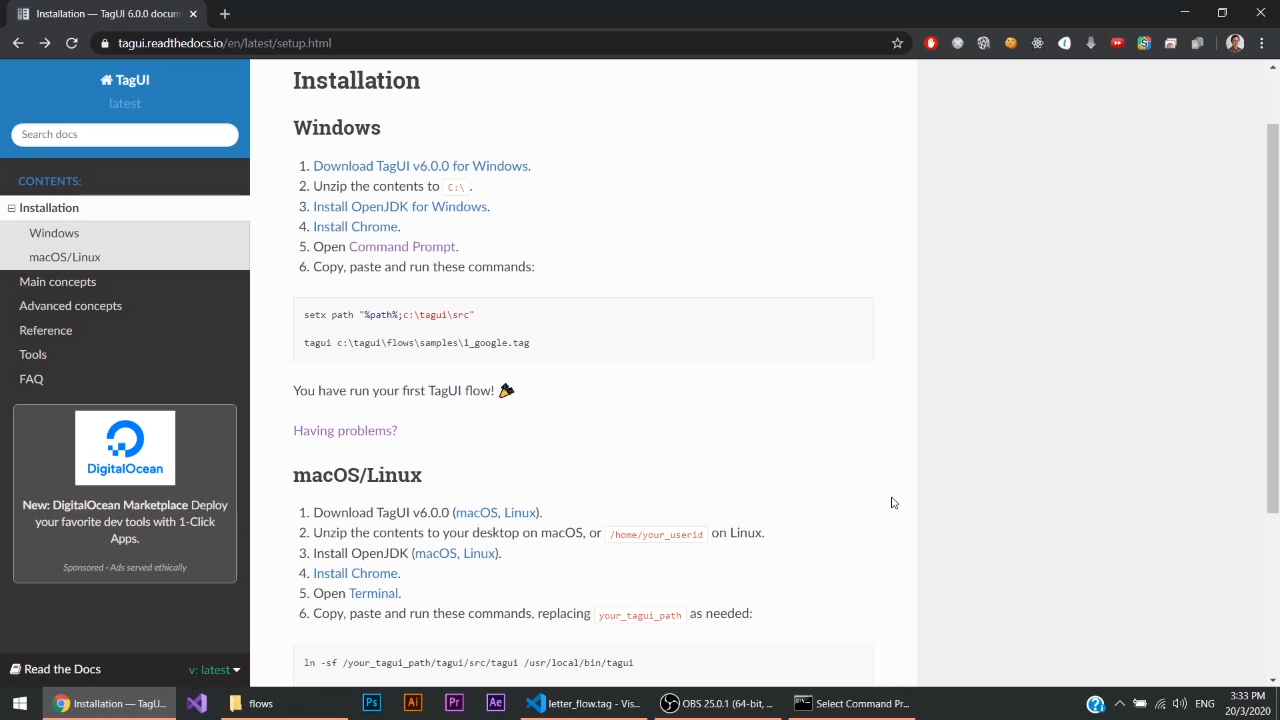 Installation — TagUI 6.0.0 docum
tagui.readthedocs.io/en/latest/setup.html
TagUI
latest
Search docs
CONTENTS:
Installation
Windows
macOS/Linux
Main concepts
Advanced concepts
Reference
Tools
FAQ
DigitalOcean
New: DigitalOcean Marketplace Deploy
your favorite dev tools with 1-Click
Apps.
Sponsored · Ads served ethically
Read the Docs
v: latest
Installation
Windows
1. Download TagUI v6.0.0 for Windows.
2. Unzip the contents to C:\ .
3. Install OpenJDK for Windows.
4. Install Chrome.
5. Open Command Prompt.
6. Copy, paste and run these commands:
setx path "%path%;c:\tagui\src"
tagui c:\tagui\flows\samples\1_google.tag
You have run your first TagUI flow! 🎉
Having problems?
macOS/Linux
1. Download TagUI v6.0.0 (macOS, Linux).
2. Unzip the contents to your desktop on macOS, or /home/your_userid on Linux.
3. Install OpenJDK (macOS, Linux).
4. Install Chrome.
5. Open Terminal.
6. Copy, paste and run these commands, replacing your_tagui_path as needed:
ln -sf /your_tagui_path/tagui/src/tagui /usr/local/bin/tagui
Installation — TagU...
flows
Ps
Ai
Pr
Ae
letter_flow.tag - Vis...
OBS 25.0.1 (64-bit, ...
Select Command Pr...
ENG
3:33 PM
20/3/2020